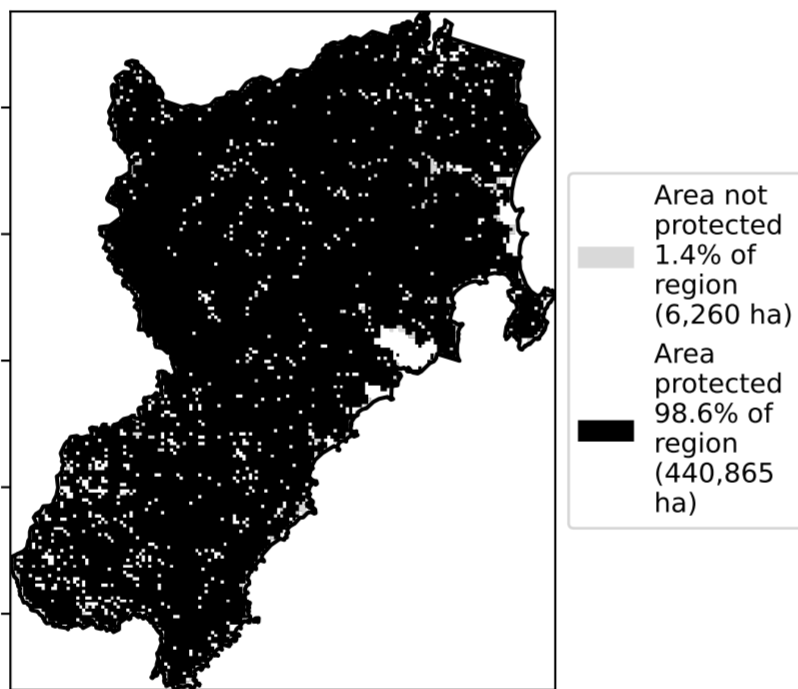 Area not
protected
1.4% of
region
(6,260 ha)
Area
protected
98.6% of
region
(440,865
ha)